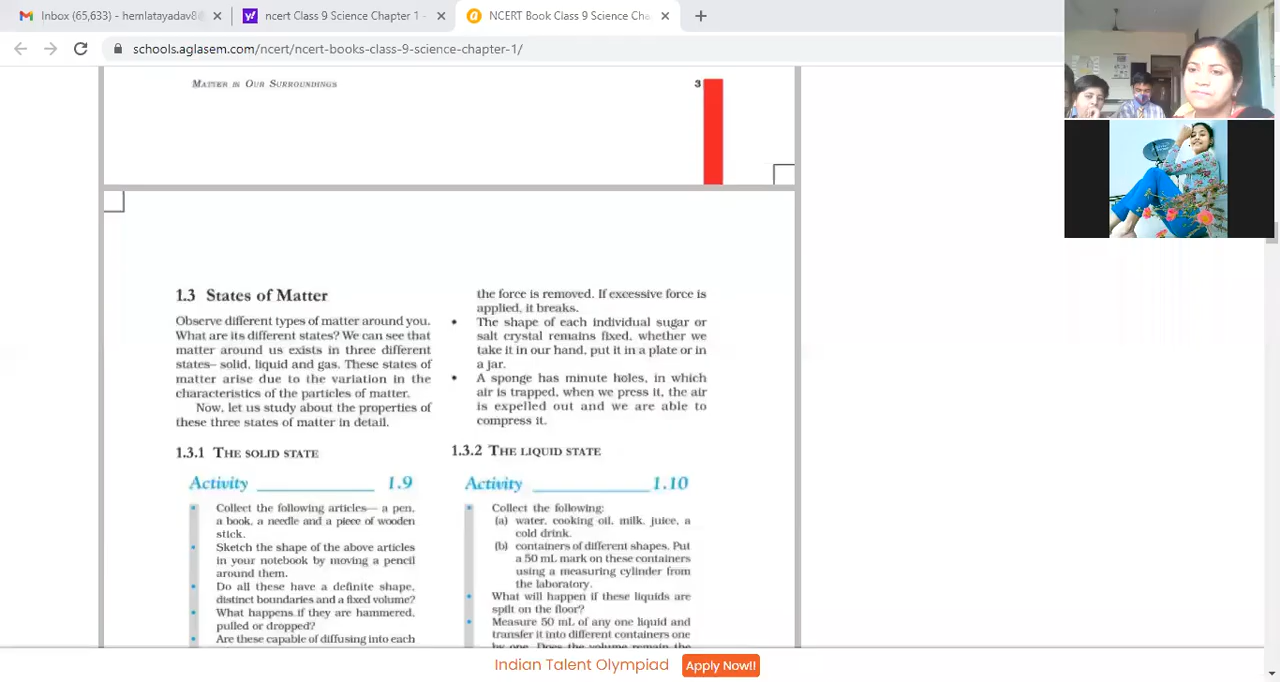 Inbox (65,633) - hemlatayadav8
ncert Class 9 Science Chapter 1 -
NCERT Book Class 9 Science Cha
schools.aglasem.com/ncert/ncert-books-class-9-science-chapter-1/
MATTER IS OUR SURROUNDINGS
3
1.3 States of Matter
Observe different types of matter around you.
What are its different states? We can see that
matter around us exists in three different
states– solid, liquid and gas. These states of
matter arise due to the variation in the
characteristics of the particles of matter.
Now, let us study about the properties of
these three states of matter in detail.
1.3.1 THE SOLID STATE
Activity ____________ 1.9
• Collect the following articles— a pen,
a book, a needle and a piece of wooden
stick.
• Sketch the shape of the above articles
in your notebook by moving a pencil
around them.
• Do all these have a definite shape,
distinct boundaries and a fixed volume?
• What happens if they are hammered,
pulled or dropped?
• Are these capable of diffusing into each
the force is removed. If excessive force is
applied, it breaks.
• The shape of each individual sugar or
salt crystal remains fixed, whether we
take it in our hand, put it in a plate or in
a jar.
• A sponge has minute holes, in which
air is trapped, when we press it, the air
is expelled out and we are able to
compress it.
1.3.2 THE LIQUID STATE
Activity ____________ 1.10
• Collect the following:
(a) water, cooking oil, milk, juice, a
cold drink.
(b) containers of different shapes. Put
a 50 mL mark on these containers
using a measuring cylinder from
the laboratory.
• What will happen if these liquids are
spilt on the floor?
• Measure 50 mL of any one liquid and
transfer it into different containers one
by one. Does the volume remain the
Indian Talent Olympiad
Apply Now!!